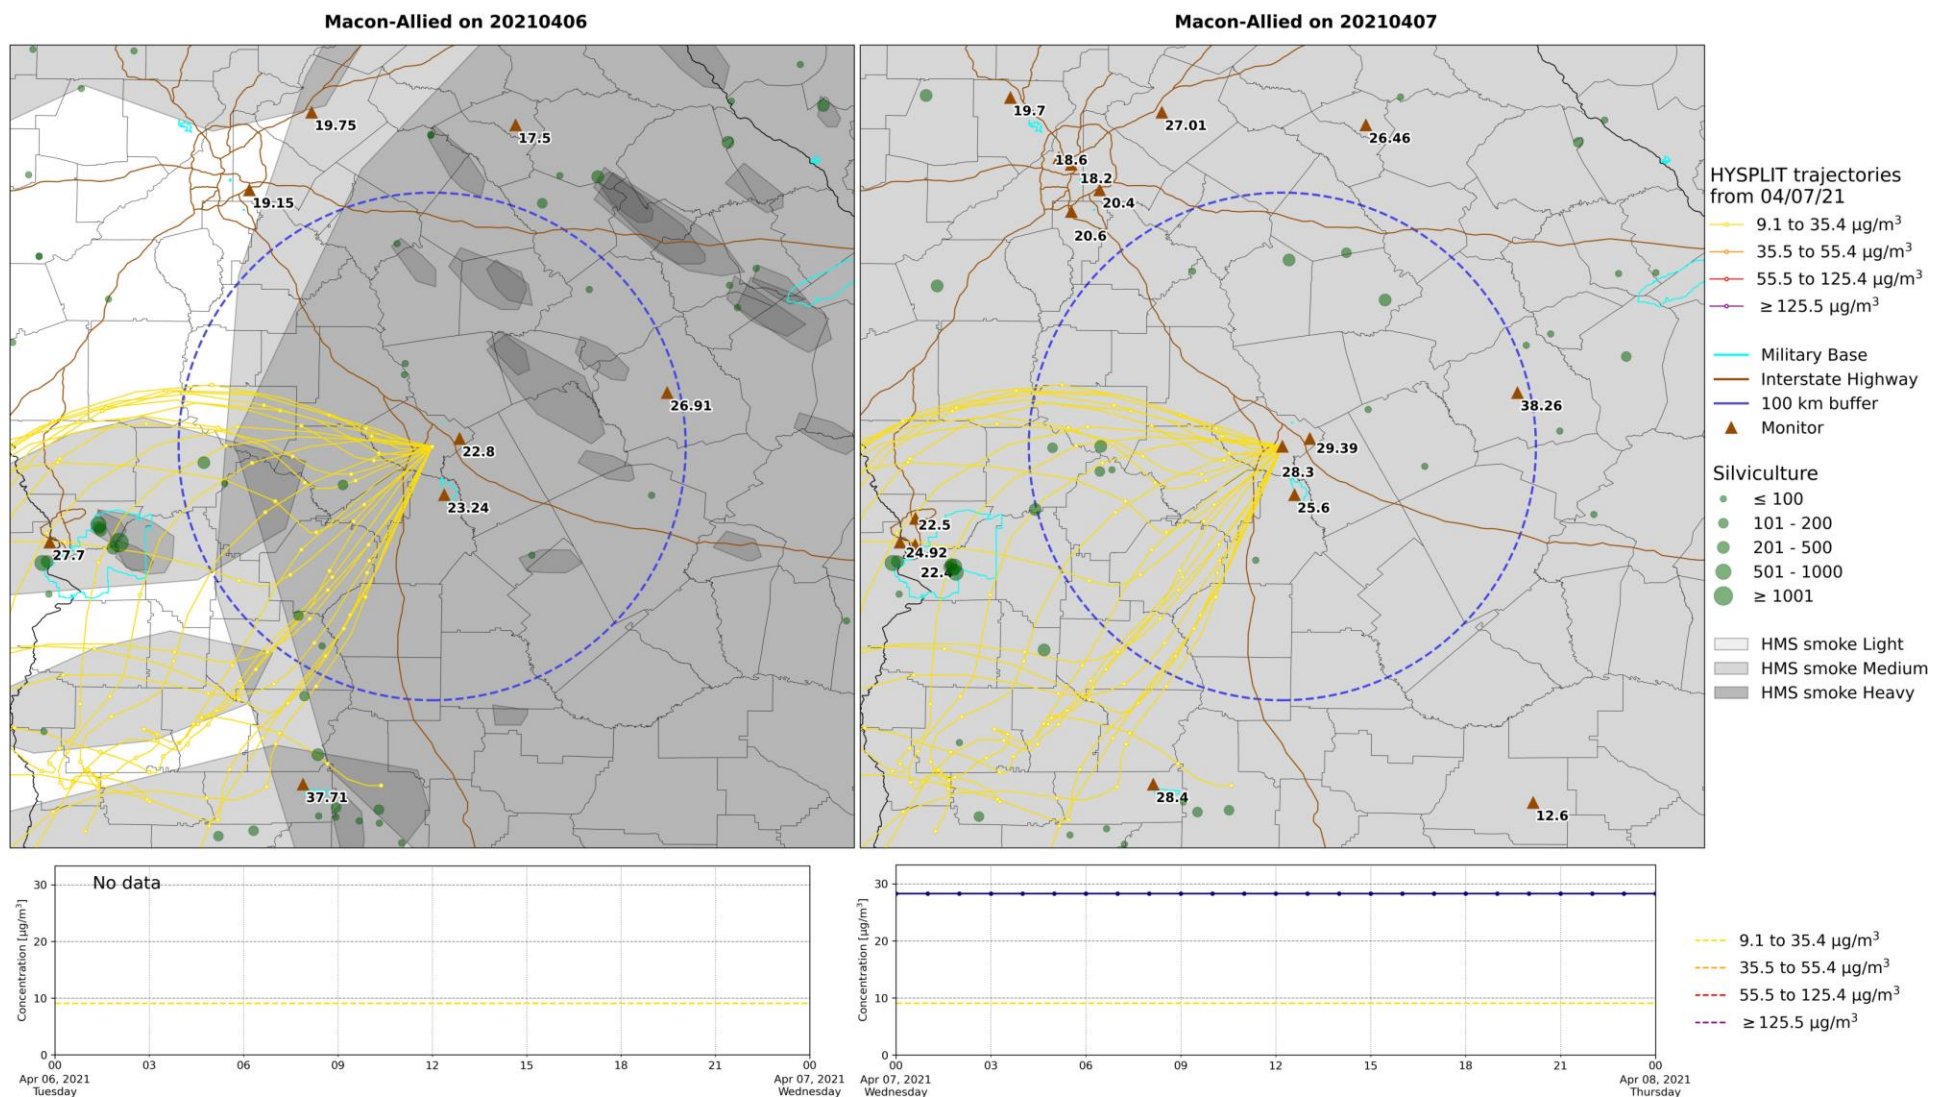 Macon-Allied on 20210406
19.75
17.5
19.15
26.91
22.8
23.24
27.7
37.71
Macon-Allied on 20210407
19.7
27.01
26.46
18.6
18.2
20.4
20.6
38.26
29.39
28.3
25.6
22.5
24.92
22.4
28.4
12.6
HYSPLIT trajectories
from 04/07/21
9.1 to 35.4 µg/m³
35.5 to 55.4 µg/m³
55.5 to 125.4 µg/m³
≥ 125.5 µg/m³
Military Base
Interstate Highway
100 km buffer
Monitor
Silviculture
≤ 100
101 - 200
201 - 500
501 - 1000
≥ 1001
HMS smoke Light
HMS smoke Medium
HMS smoke Heavy
No data
Concentration [µg/m³]
30
20
10
0
00 03 06 09 12 15 18 21 00
Apr 06, 2021 Apr 07, 2021
Tuesday Wednesday
Concentration [µg/m³]
30
20
10
0
00 03 06 09 12 15 18 21 00
Apr 07, 2021 Apr 08, 2021
Wednesday Thursday
9.1 to 35.4 µg/m³
35.5 to 55.4 µg/m³
55.5 to 125.4 µg/m³
≥ 125.5 µg/m³